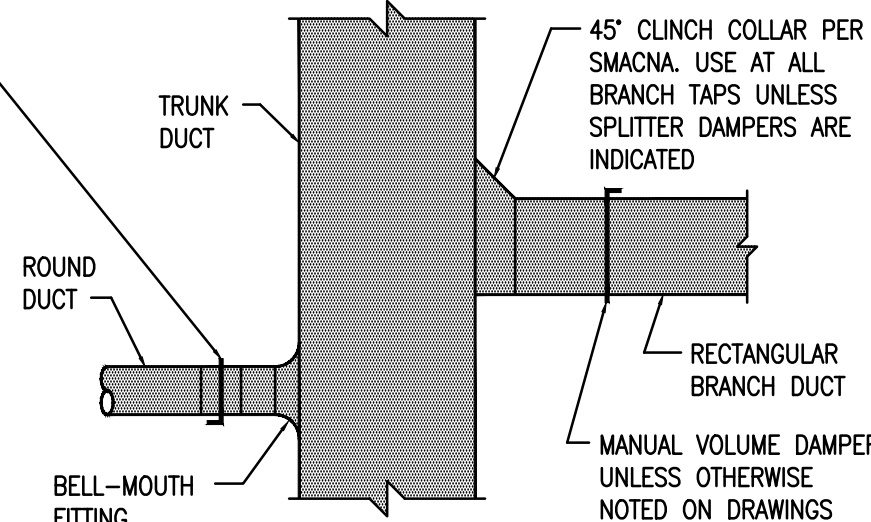 45° CLINCH COLLAR PER
SMACNA. USE AT ALL
BRANCH TAPS UNLESS
SPLITTER DAMPERS ARE
INDICATED
TRUNK
DUCT
ROUND
DUCT
RECTANGULAR
BRANCH DUCT
MANUAL VOLUME DAMPER
UNLESS OTHERWISE
NOTED ON DRAWINGS
BELL-MOUTH
FITTING